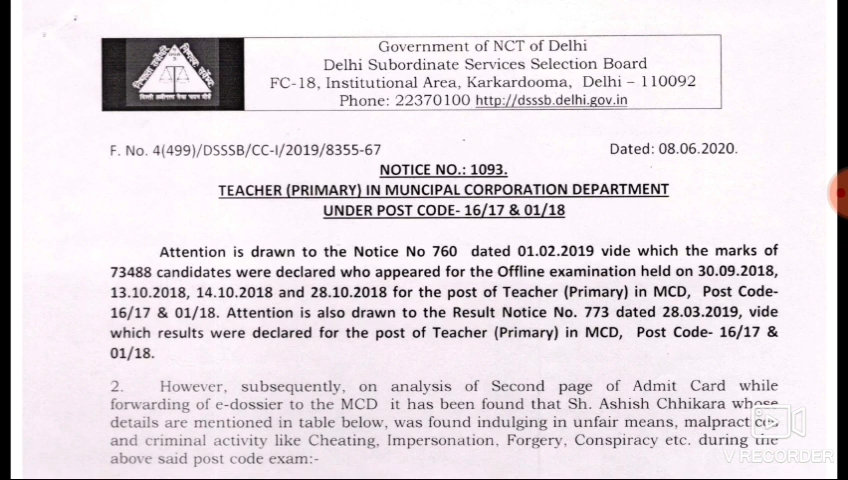 Government of NCT of Delhi
Delhi Subordinate Services Selection Board
FC-18, Institutional Area, Karkardooma, Delhi – 110092
Phone: 22370100 http://dsssb.delhi.gov.in
F. No. 4(499)/DSSSB/CC-I/2019/8355-67 Dated: 08.06.2020.
NOTICE NO.: 1093.
TEACHER (PRIMARY) IN MUNCIPAL CORPORATION DEPARTMENT
UNDER POST CODE- 16/17 & 01/18
Attention is drawn to the Notice No 760 dated 01.02.2019 vide which the marks of
73488 candidates were declared who appeared for the Offline examination held on 30.09.2018,
13.10.2018, 14.10.2018 and 28.10.2018 for the post of Teacher (Primary) in MCD, Post Code-
16/17 & 01/18. Attention is also drawn to the Result Notice No. 773 dated 28.03.2019, vide
which results were declared for the post of Teacher (Primary) in MCD, Post Code- 16/17 &
01/18.
2. However, subsequently, on analysis of Second page of Admit Card while
forwarding of e-dossier to the MCD it has been found that Sh. Ashish Chhikara whose
details are mentioned in table below, was found indulging in unfair means, malpractices
and criminal activity like Cheating, Impersonation, Forgery, Conspiracy etc. during the
above said post code exam:-
V RECORDER